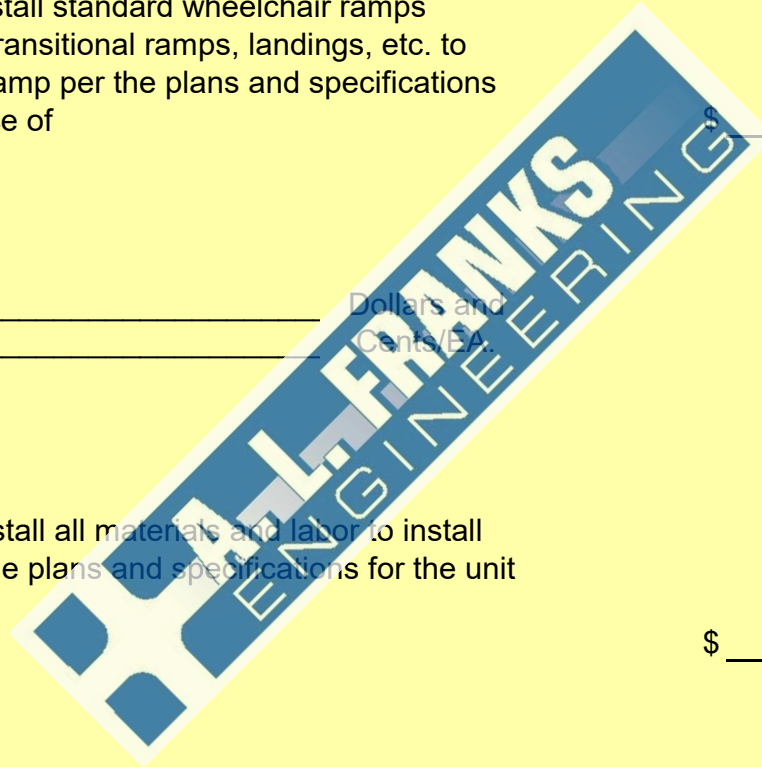 stall standard wheelchair ramps
ransitional ramps, landings, etc. to
amp per the plans and specifications
e of
$
Dollars and
Cents/EA.
A. L. FRANKS
ENGINEERING
stall all materials and labor to install
e plans and specifications for the unit
$